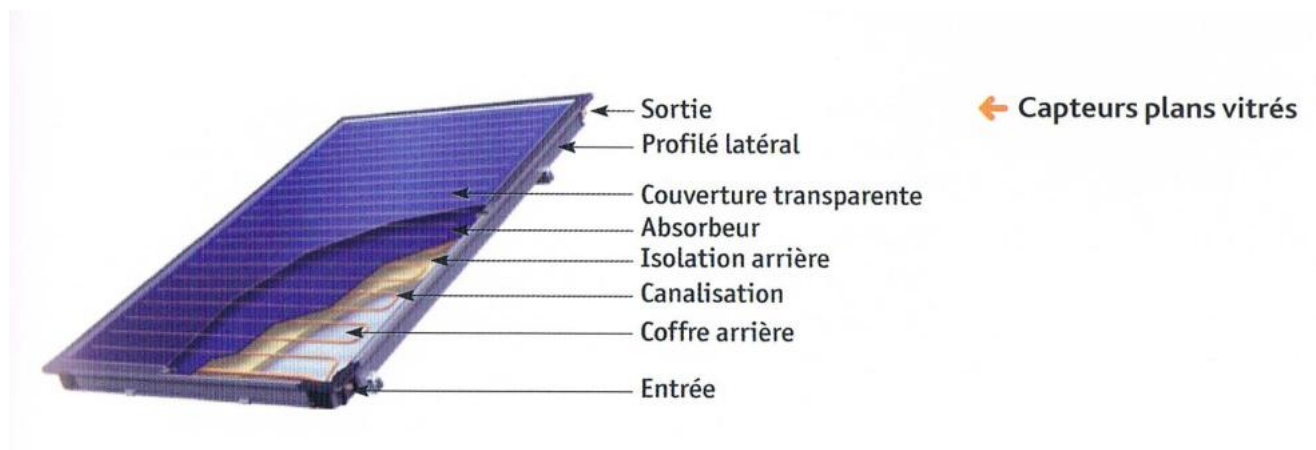 Sortie
Capteurs plans vitrés
Profilé latéral
Couverture transparente
Absorbeur
Isolation arrière
Canalisation
Coffre arrière
Entrée